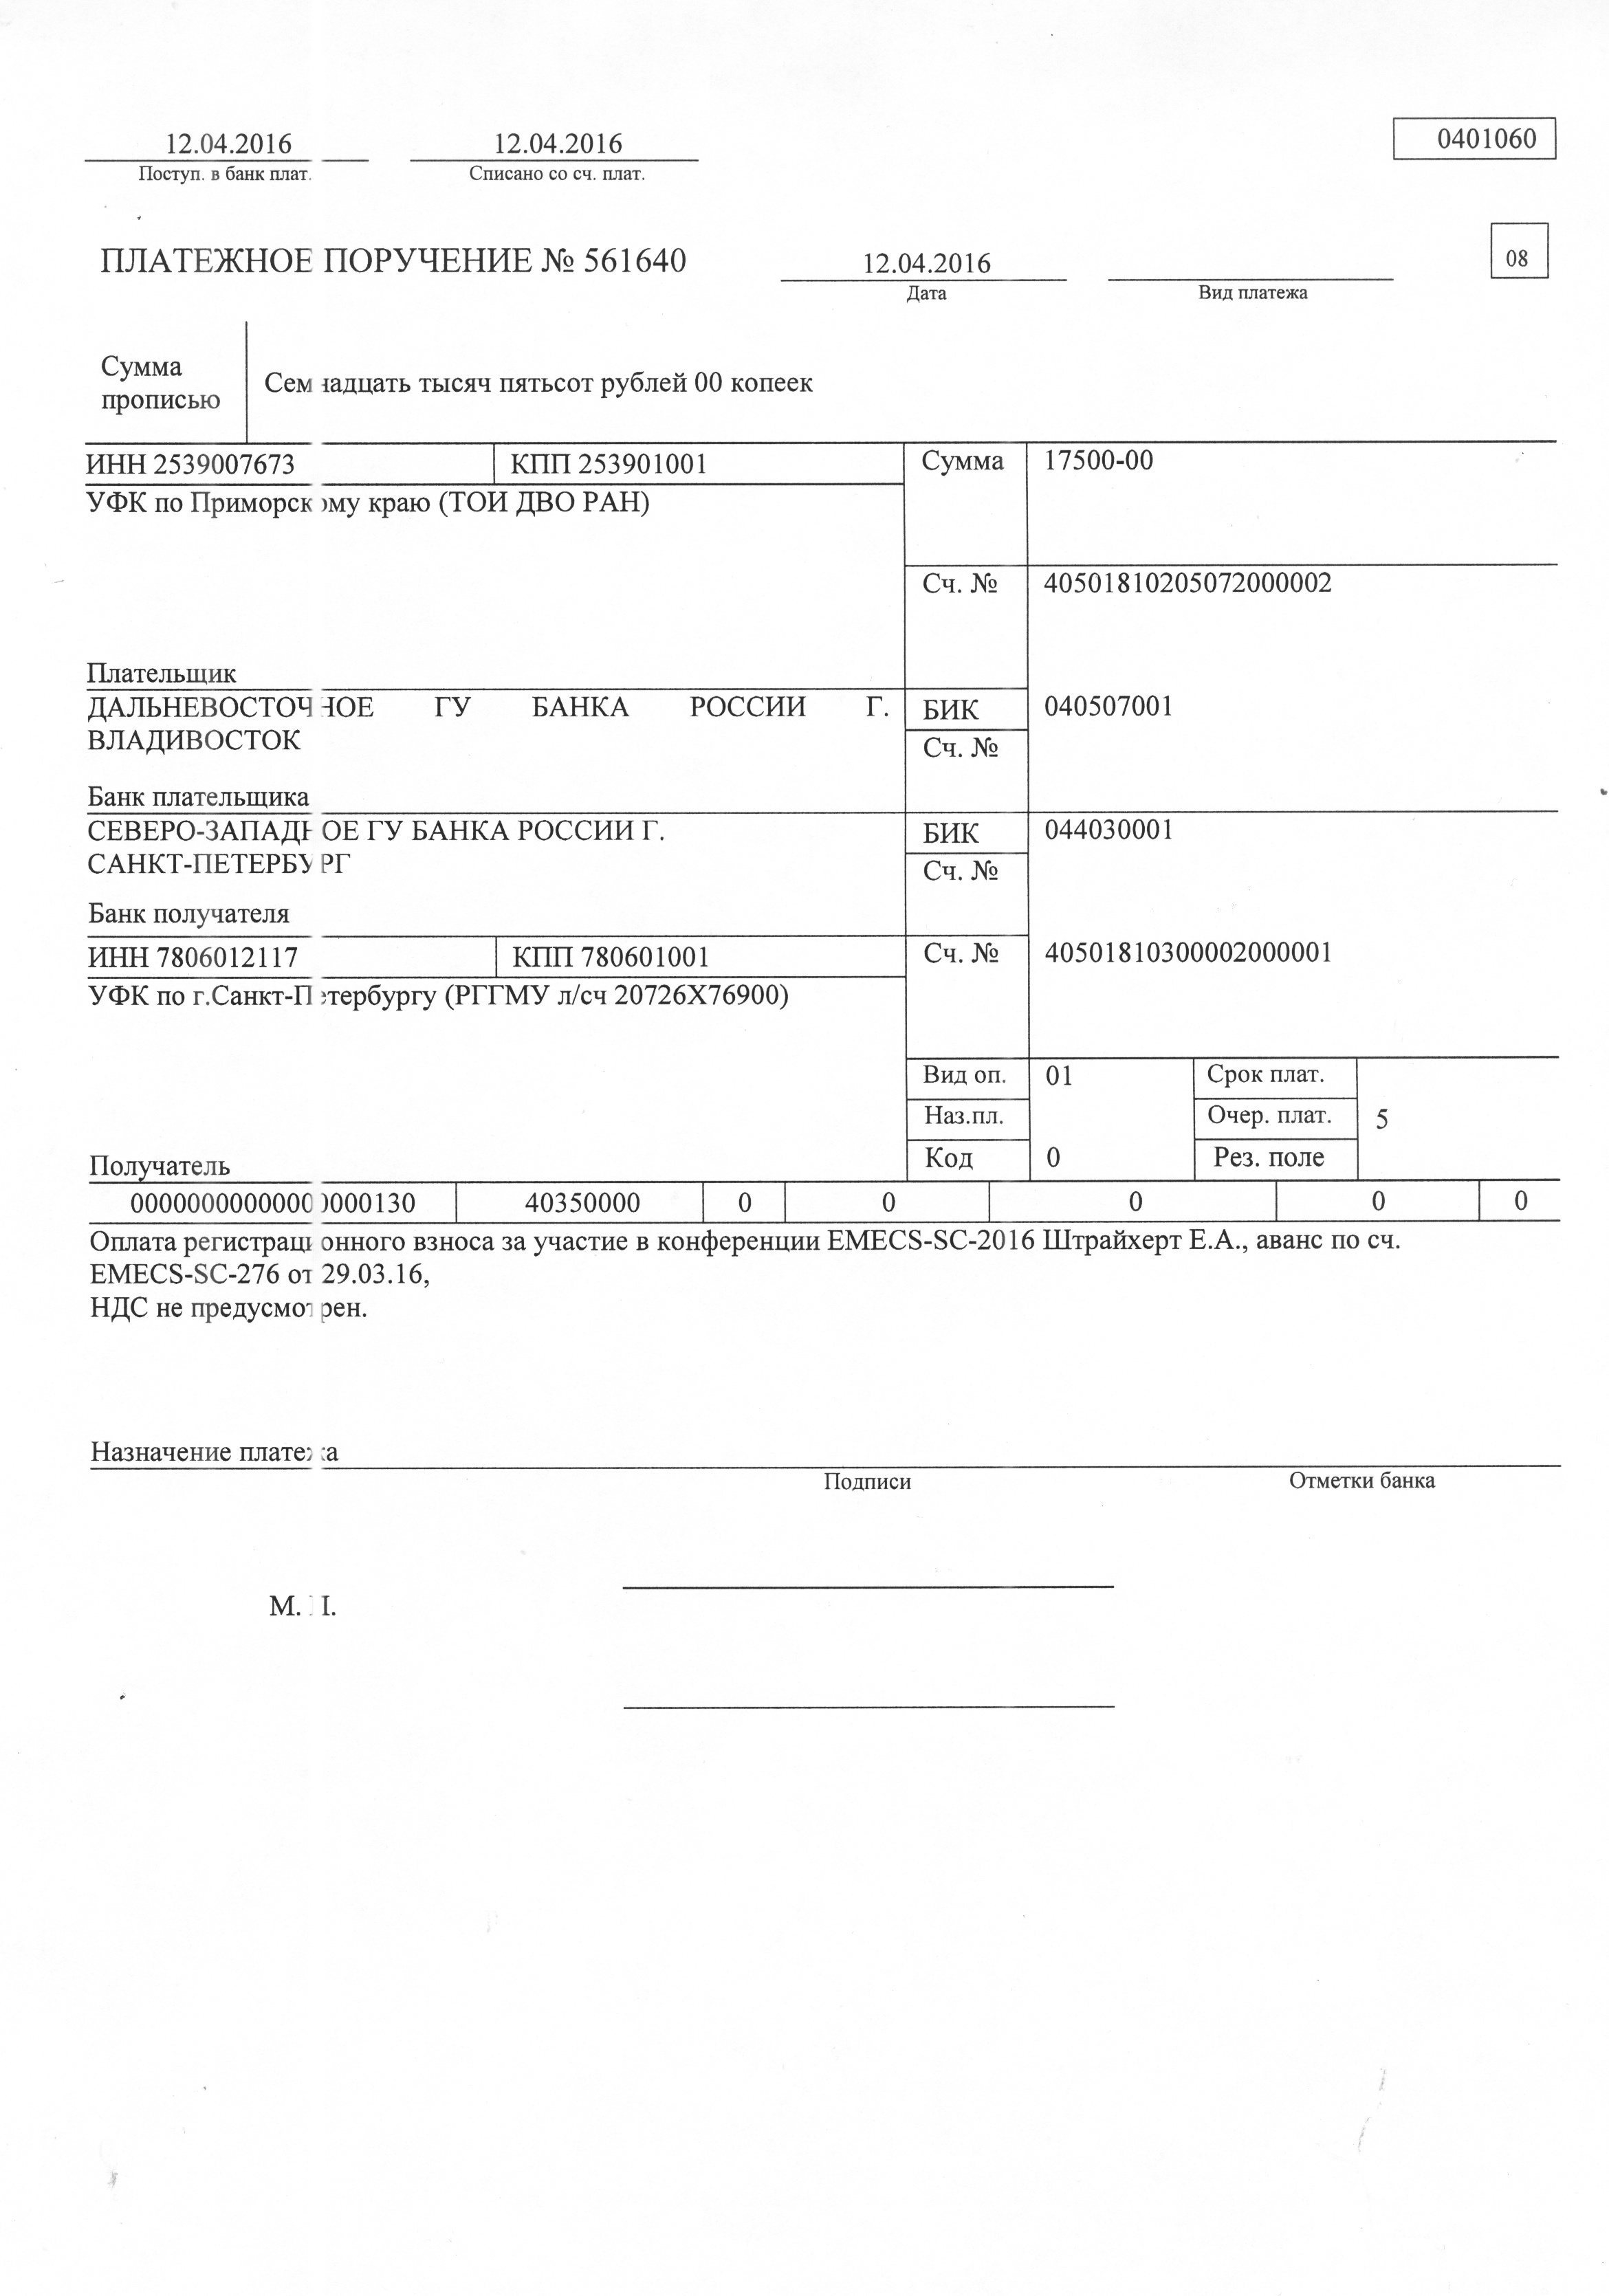 12.04.2016 12.04.2016 0401060
Поступ. в банк плат. Списано со сч. плат.
ПЛАТЕЖНОЕ ПОРУЧЕНИЕ № 561640 12.04.2016 08
Дата Вид платежа
Сумма прописью Семнадцать тысяч пятьсот рублей 00 копеек
ИНН 2539007673 КПП 253901001 Сумма 17500-00
УФК по Приморскому краю (ТОИ ДВО РАН)
Сч. № 40501810205072000002
Плательщик
ДАЛЬНЕВОСТОЧНОЕ ГУ БАНКА РОССИИ Г. БИК 040507001
ВЛАДИВОСТОК Сч. №
Банк плательщика
СЕВЕРО-ЗАПАДНОЕ ГУ БАНКА РОССИИ Г. БИК 044030001
САНКТ-ПЕТЕРБУРГ Сч. №
Банк получателя
ИНН 7806012117 КПП 780601001 Сч. № 40501810300002000001
УФК по г.Санкт-Петербургу (РГГМУ л/сч 20726Х76900)
Вид оп. 01 Срок плат.
Наз.пл. Очер. плат. 5
Получатель Код 0 Рез. поле
00000000000000000130 40350000 0 0 0 0 0
Оплата регистрационного взноса за участие в конференции EMECS-SC-2016 Штрайхерт Е.А., аванс по сч.
EMECS-SC-276 от 29.03.16,
НДС не предусмотрен.
Назначение платежа
Подписи Отметки банка
М. П.